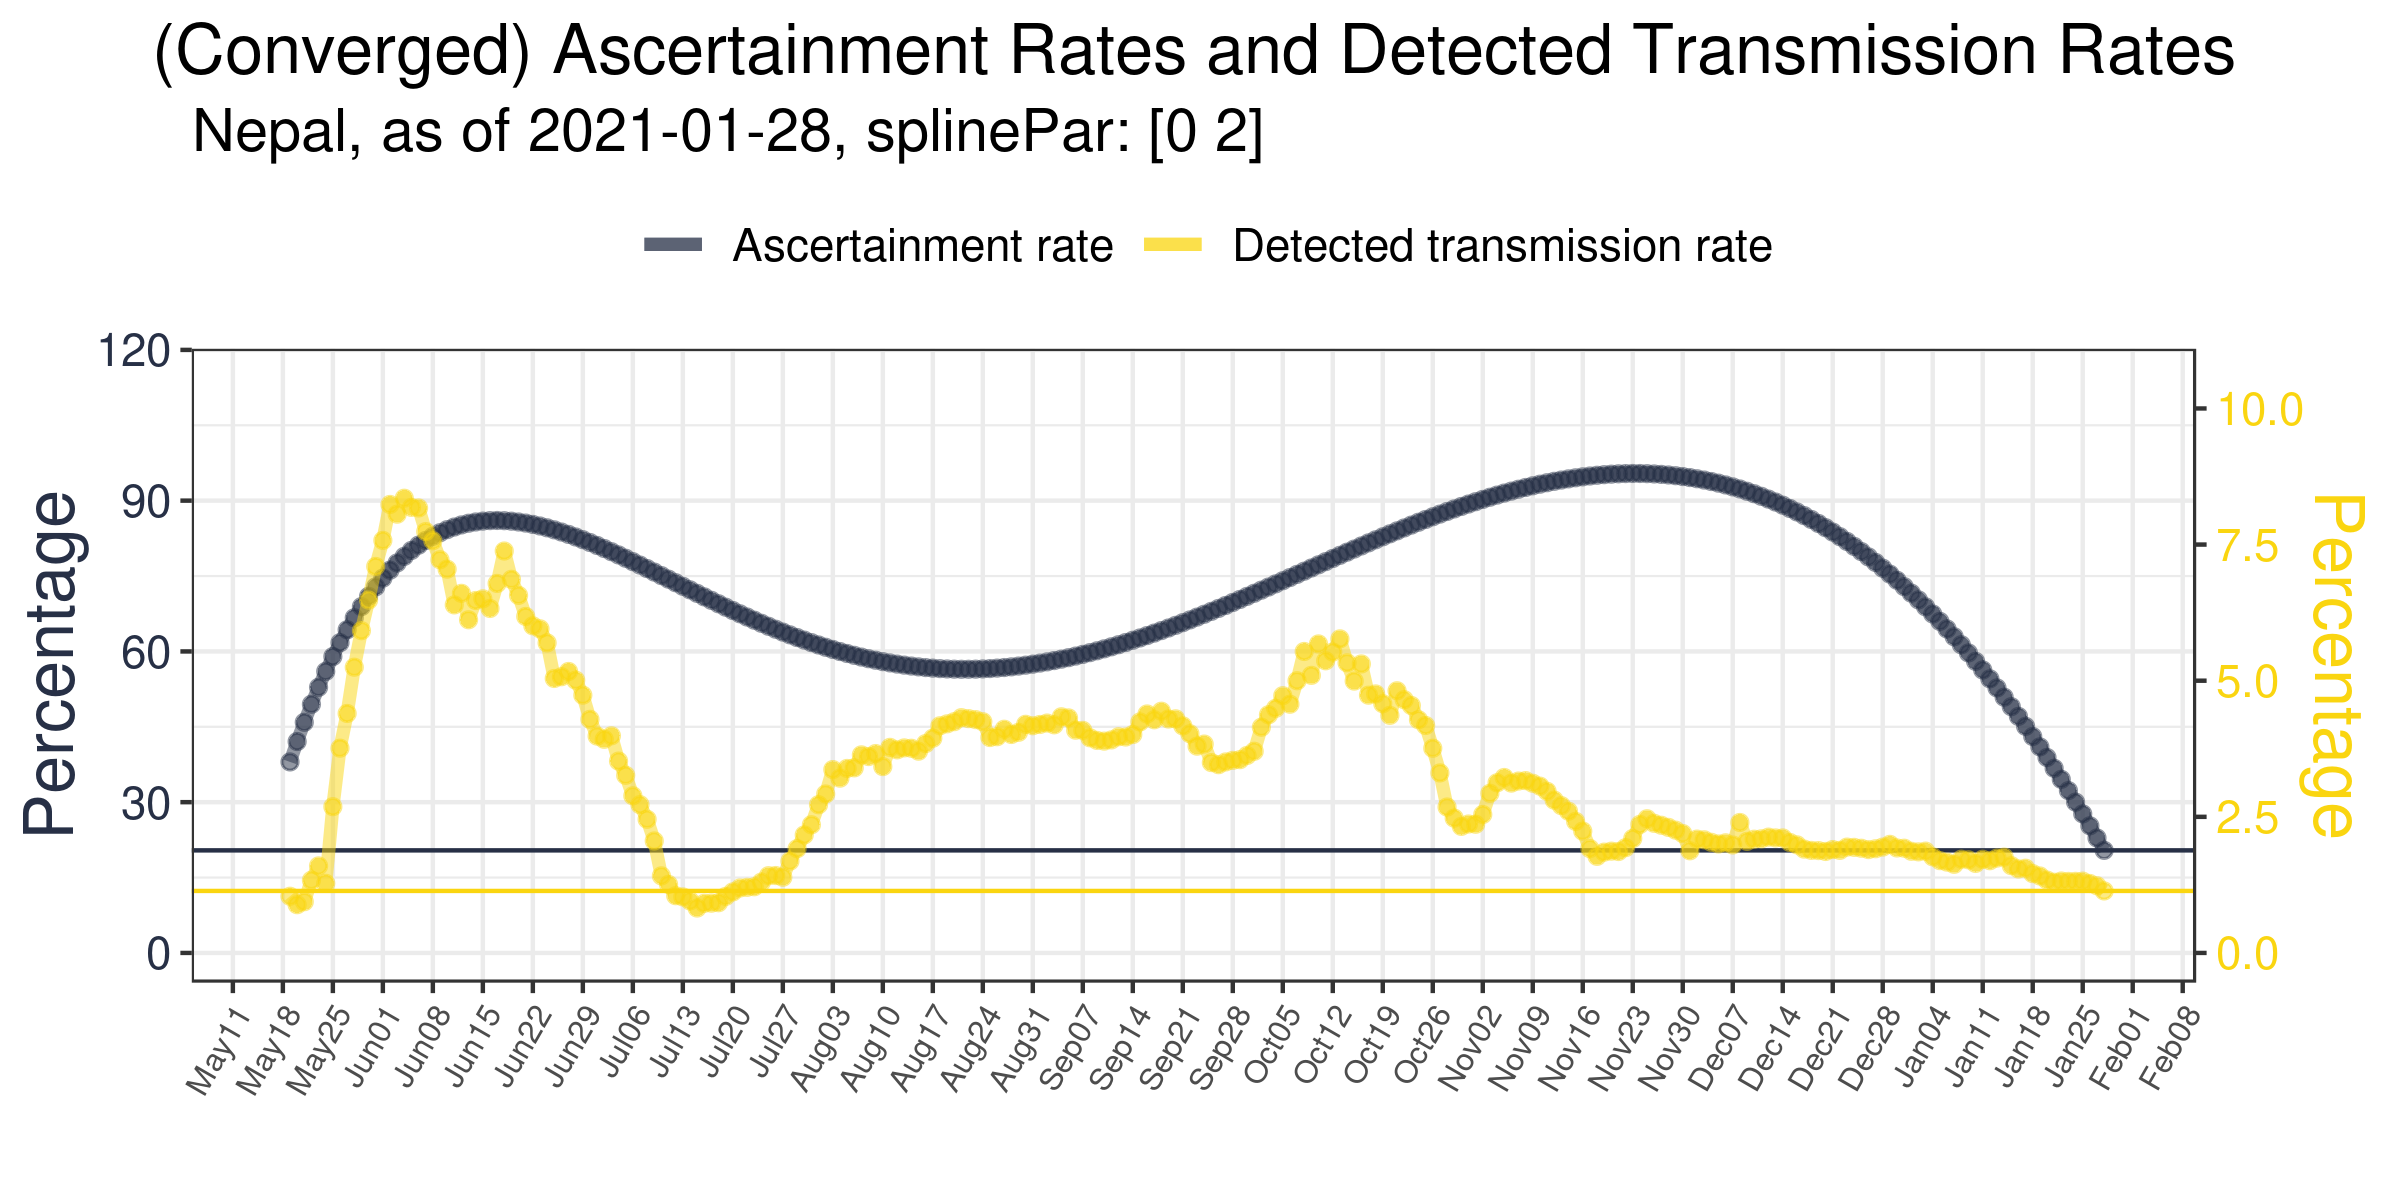 (Converged) Ascertainment Rates and Detected Transmission Rates
Nepal, as of 2021-01-28, splinePar: [0 2]
Ascertainment rate
Detected transmission rate
Percentage
120
90
60
30
0
10.0
7.5
5.0
2.5
0.0
Percentage
May11
May18
May25
Jun01
Jun08
Jun15
Jun22
Jun29
Jul06
Jul13
Jul20
Jul27
Aug03
Aug10
Aug17
Aug24
Aug31
Sep07
Sep14
Sep21
Sep28
Oct05
Oct12
Oct19
Oct26
Nov02
Nov09
Nov16
Nov23
Nov30
Dec07
Dec14
Dec21
Dec28
Jan04
Jan11
Jan18
Jan25
Feb01
Feb08